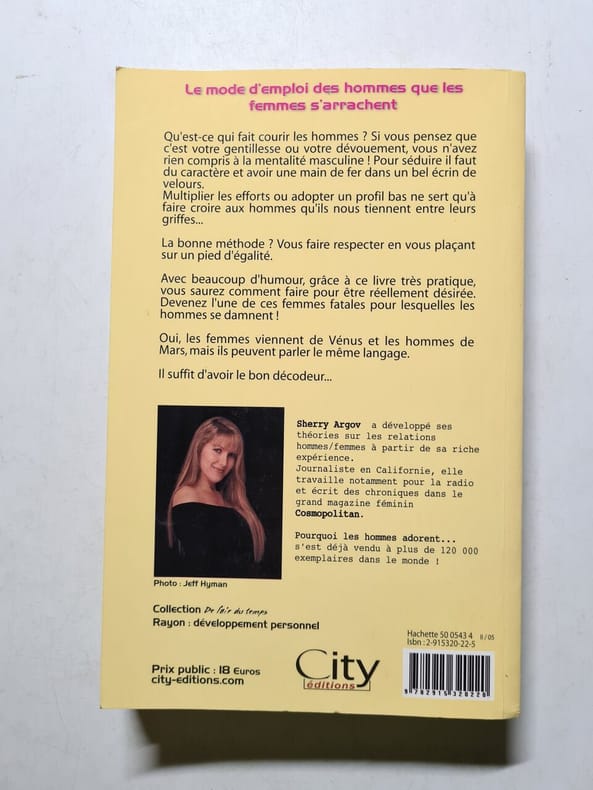 Le mode d'emploi des hommes que les
femmes s'arrachent
Qu'est-ce qui fait courir les hommes ? Si vous pensez que
c'est votre gentillesse ou votre dévouement, vous n'avez
rien compris à la mentalité masculine ! Pour séduire il faut
du caractère et avoir une main de fer dans un bel écrin de
velours.
Multiplier les efforts ou adopter un profil bas ne sert qu'à
faire croire aux hommes qu'ils nous tiennent entre leurs
griffes...
La bonne méthode ? Vous faire respecter en vous plaçant
sur un pied d'égalité.
Avec beaucoup d'humour, grâce à ce livre très pratique,
vous saurez comment faire pour être réellement désirée.
Devenez l'une de ces femmes fatales pour lesquelles les
hommes se damnent !
Oui, les femmes viennent de Vénus et les hommes de
Mars, mais ils peuvent parler le même langage.
Il suffit d'avoir le bon décodeur...
Sherry Argov a développé ses
théories sur les relations
hommes/femmes à partir de sa riche
expérience.
Journaliste en Californie, elle
travaille notamment pour la radio
et écrit des chroniques dans le
grand magazine féminin
Cosmopolitan.
Pourquoi les hommes adorent...
s'est déjà vendu à plus de 120 000
exemplaires dans le monde !
Photo : Jeff Hyman
Collection De l'air du temps
Rayon : développement personnel
Prix public : 18 Euros
city-editions.com
City
éditions
Hachette 50 0543 4 8 / 05
Isbn : 2-915320-22-5
9 782915 320220